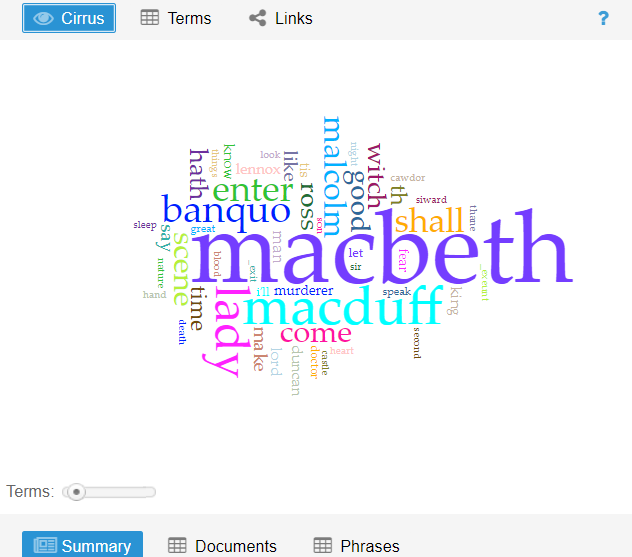 Cirrus Terms Links ?
malcolm
night
witch
know
things
hath
look
like
tis
lennox
good
cawdor
enter
ross
th
siward
banquo
son
shall
thane
sleep
say
great
man
macbeth
scene
let
fear
nature
blood
_exit
sir
_exeunt
hand
time
lady
i'll
murderer
speak
king
macduff
death
make
come
second
lord
duncan
doctor
castle
heart
Terms:
Summary Documents Phrases